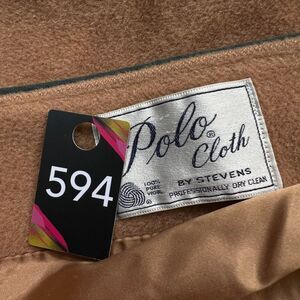 594
Polo®
Cloth
BY STEVENS
100%
PURE
WOOL
PROFESSIONALLY DRY CLEAN
®